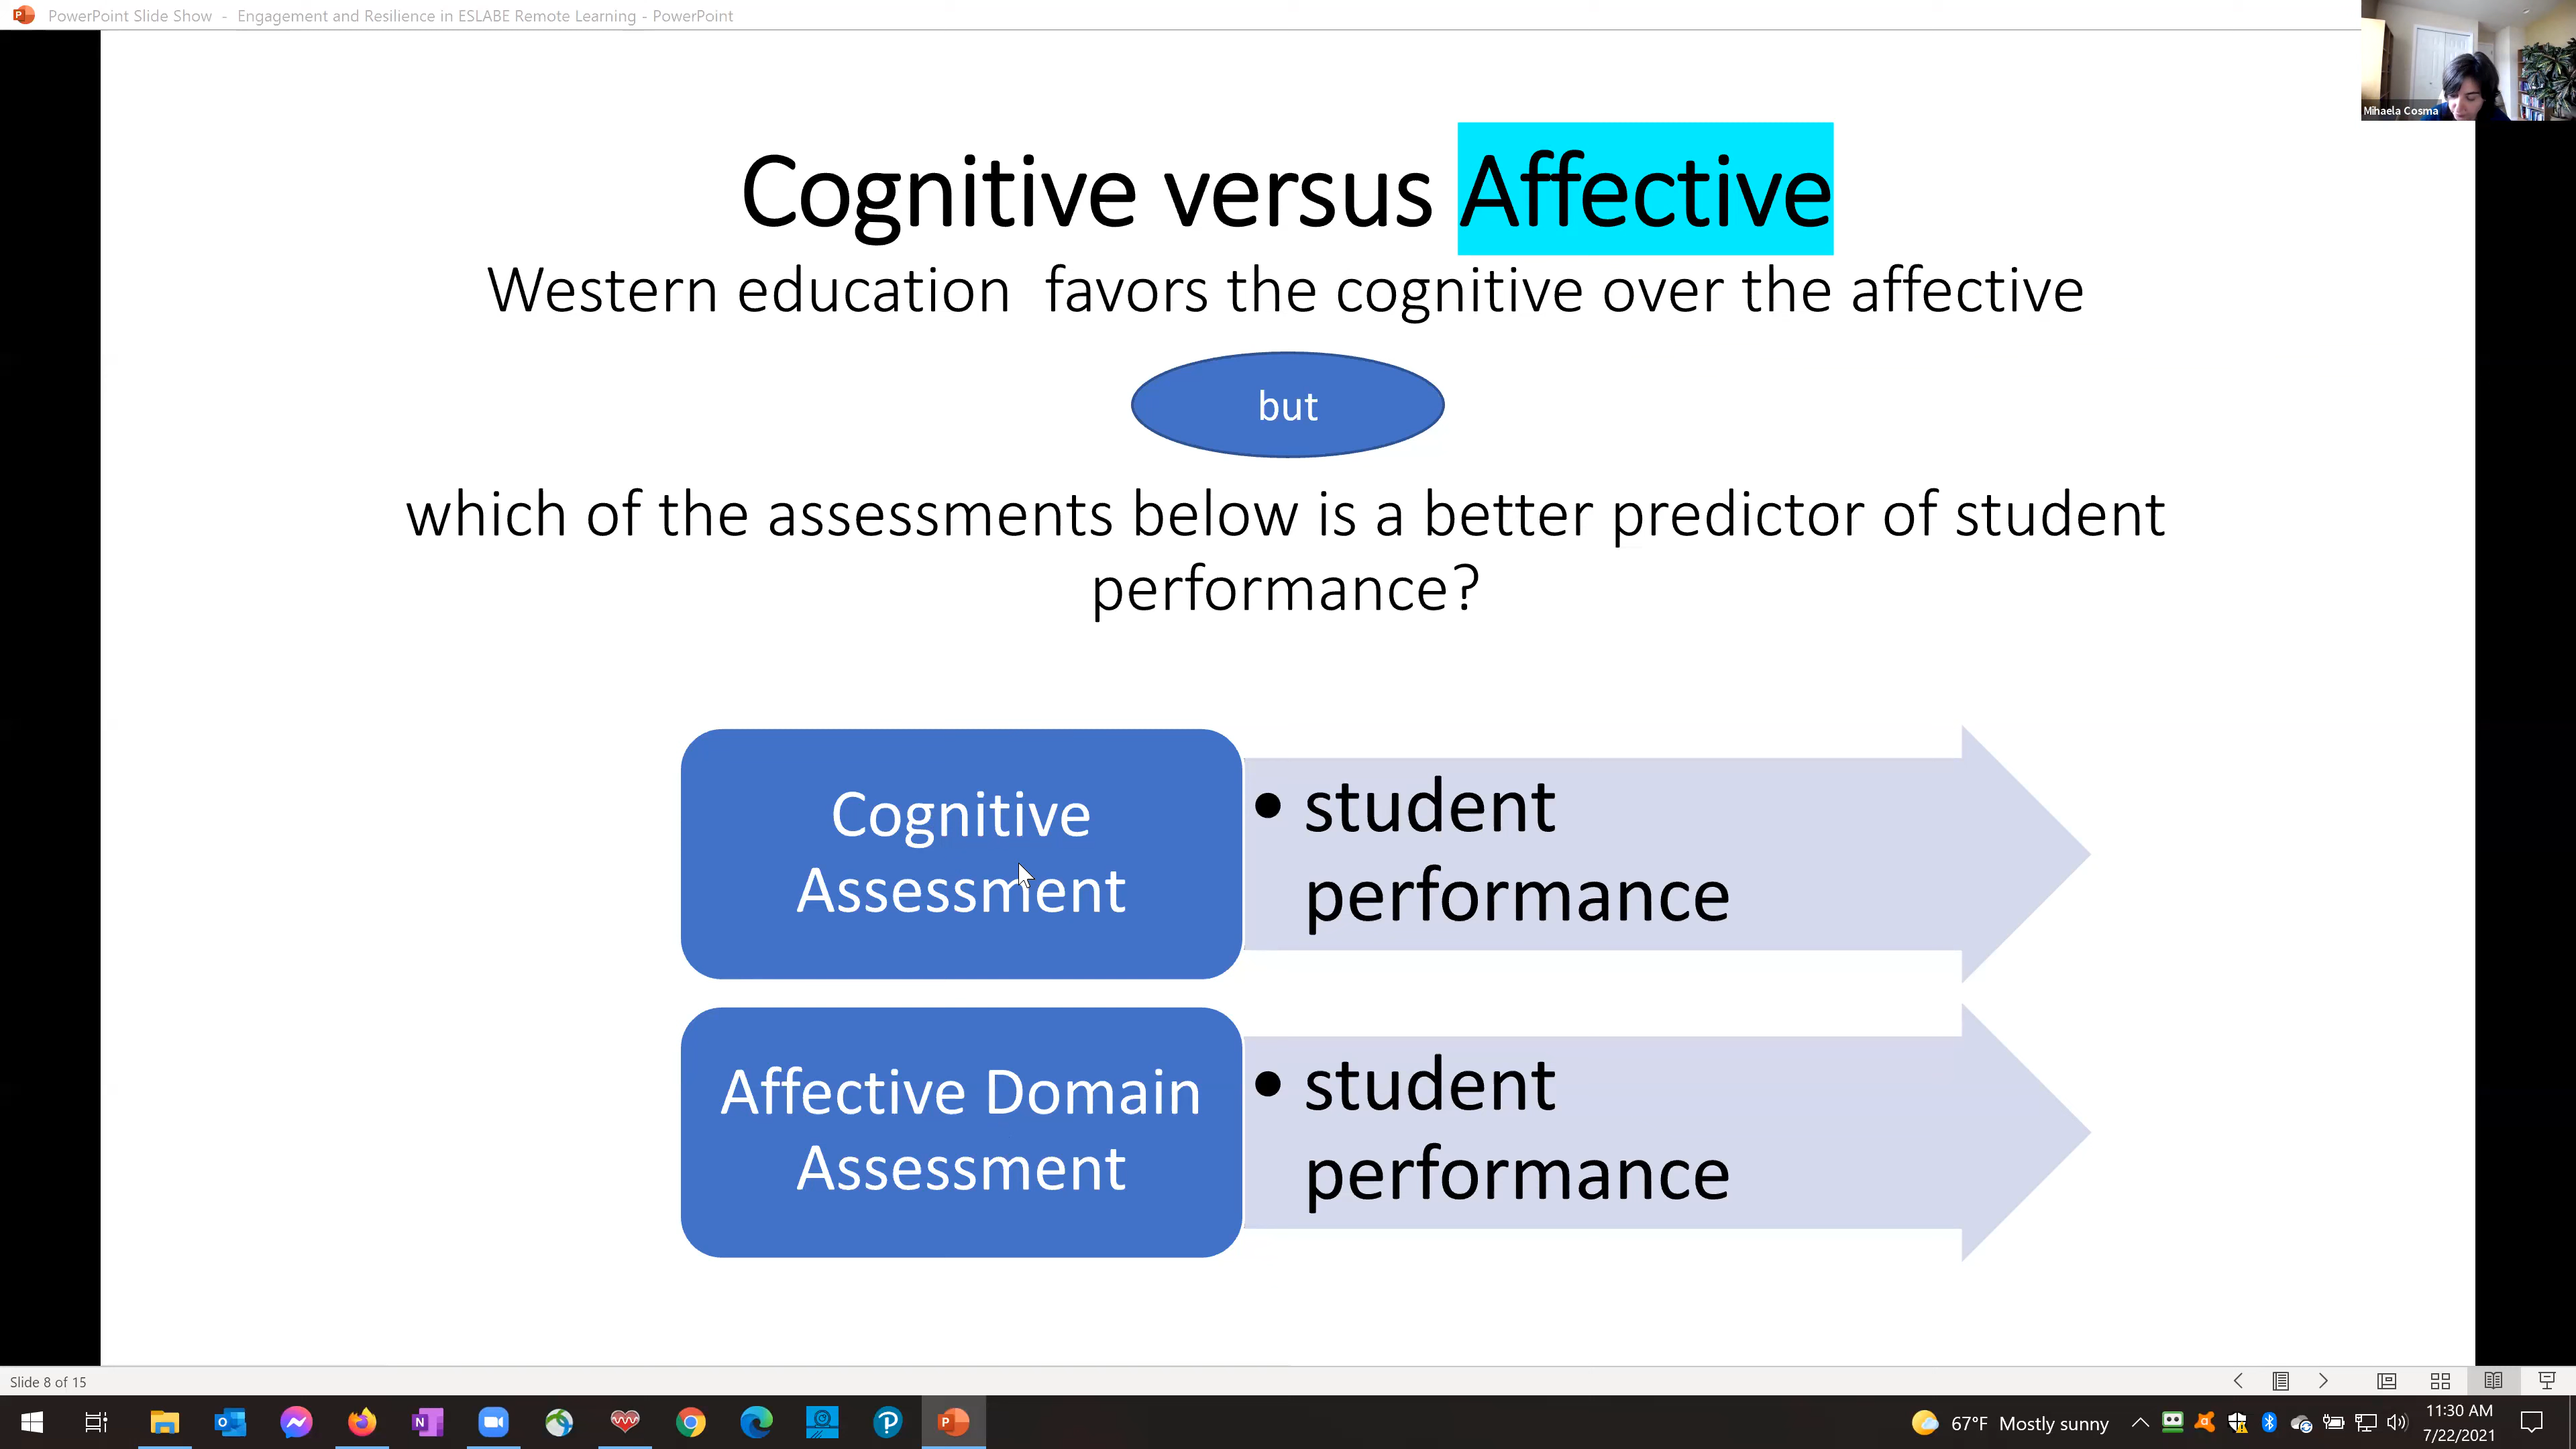 PowerPoint Slide Show - Engagement and Resilience in ESLABE Remote Learning - PowerPoint
Mihaela Cosma
Cognitive versus Affective
Western education favors the cognitive over the affective
but
which of the assessments below is a better predictor of student
performance?
Cognitive
Assessment
• student
performance
Affective Domain
Assessment
• student
performance
Slide 8 of 15
67°F Mostly sunny
11:30 AM
7/22/2021